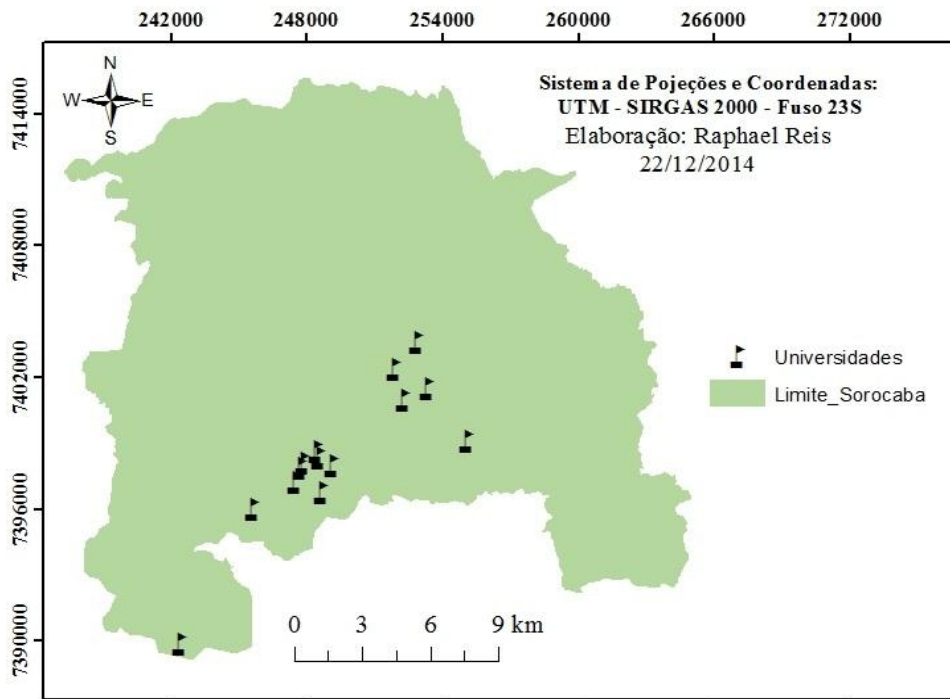 242000 248000 254000 260000 266000 272000
N
W E
S
Sistema de Pojeções e Coordenadas:
UTM - SIRGAS 2000 - Fuso 23S
Elaboração: Raphael Reis
22/12/2014
7414000
7408000
7402000
7396000
7390000
Universidades
Limite_Sorocaba
0 3 6 9 km